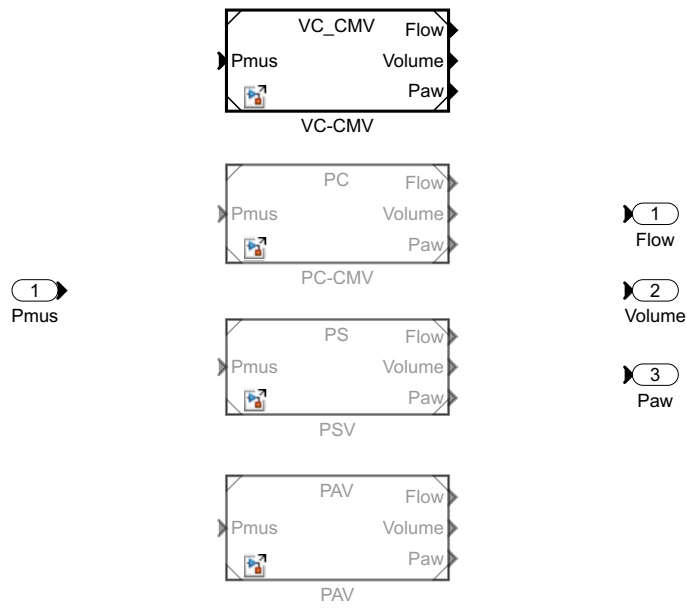 VC_CMV
Flow
Pmus
Volume
Paw
VC-CMV
PC
Flow
Pmus
Volume
Paw
PC-CMV
1
Pmus
PS
Flow
Pmus
Volume
Paw
PSV
PAV
Flow
Pmus
Volume
Paw
PAV
1
Flow
2
Volume
3
Paw